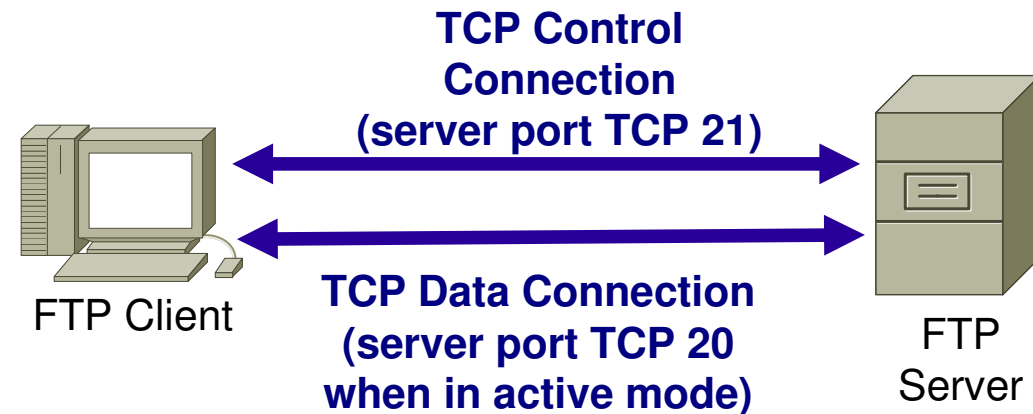 TCP Control
Connection
(server port TCP 21)
FTP Client
TCP Data Connection
(server port TCP 20
when in active mode)
FTP
Server